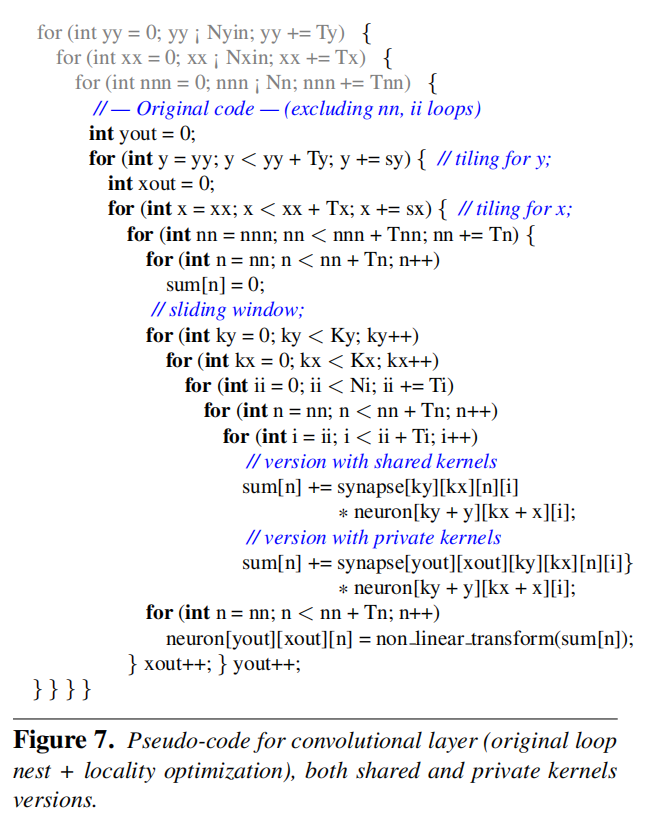 for (int yy = 0; yy ¡ Nyin; yy += Ty) {
for (int xx = 0; xx ¡ Nxin; xx += Tx) {
for (int nnn = 0; nnn ¡ Nn; nnn += Tnn) {
// — Original code — (excluding nn, ii loops)
int yout = 0;
for (int y = yy; y < yy + Ty; y += sy) { // tiling for y;
int xout = 0;
for (int x = xx; x < xx + Tx; x += sx) { // tiling for x;
for (int nn = nnn; nn < nnn + Tnn; nn += Tn) {
for (int n = nn; n < nn + Tn; n++)
sum[n] = 0;
// sliding window;
for (int ky = 0; ky < Ky; ky++)
for (int kx = 0; kx < Kx; kx++)
for (int ii = 0; ii < Ni; ii += Ti)
for (int n = nn; n < nn + Tn; n++)
for (int i = ii; i < ii + Ti; i++)
// version with shared kernels
sum[n] += synapse[ky][kx][n][i]
* neuron[ky + y][kx + x][i];
// version with private kernels
sum[n] += synapse[yout][xout][ky][kx][n][i]}
* neuron[ky + y][kx + x][i];
for (int n = nn; n < nn + Tn; n++)
neuron[yout][xout][n] = non_linear_transform(sum[n]);
} xout++; } yout++;
} } } }
Figure 7. Pseudo-code for convolutional layer (original loop
nest + locality optimization), both shared and private kernels
versions.